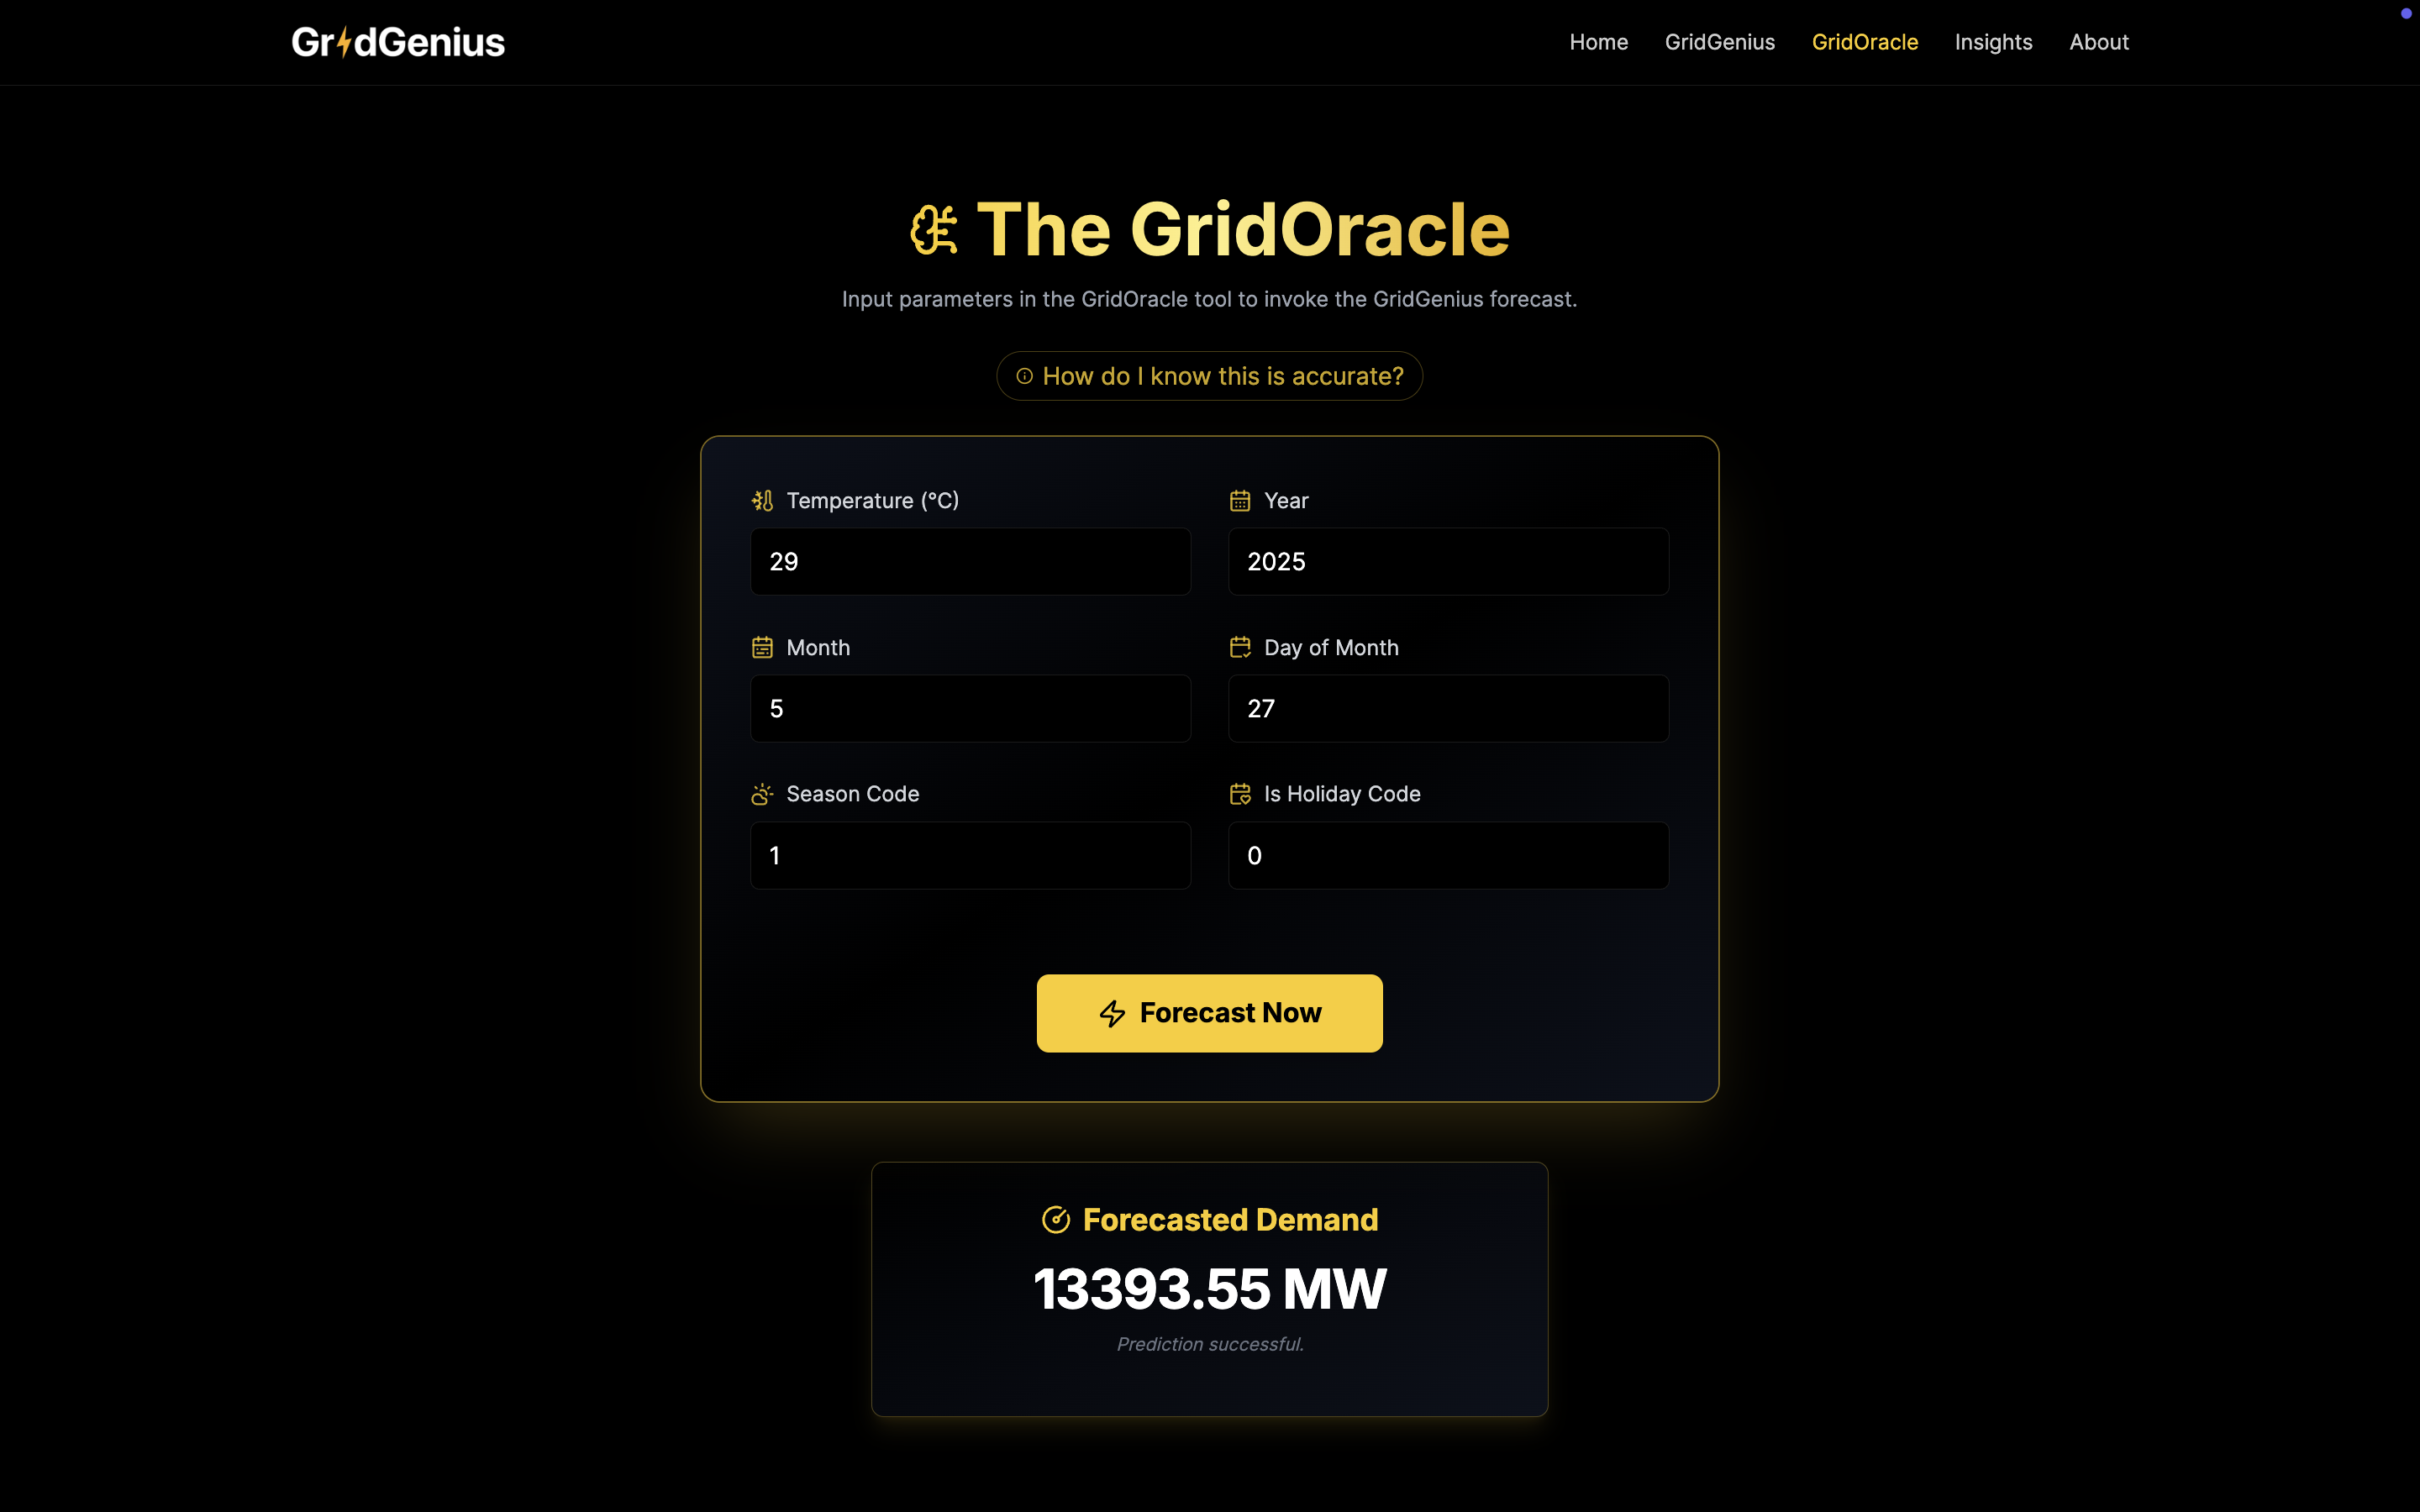 GridGenius
Home GridGenius GridOracle Insights About
The GridOracle
Input parameters in the GridOracle tool to invoke the GridGenius forecast.
How do I know this is accurate?
Temperature (°C) Year
29 2025
Month Day of Month
5 27
Season Code Is Holiday Code
1 0
Forecast Now
Forecasted Demand
13393.55 MW
Prediction successful.